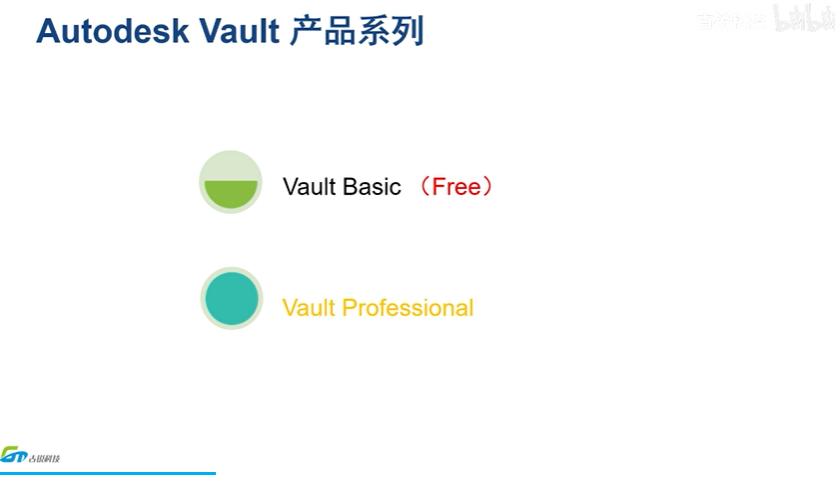 Autodesk Vault 产品系列
Vault Basic （Free）
Vault Professional